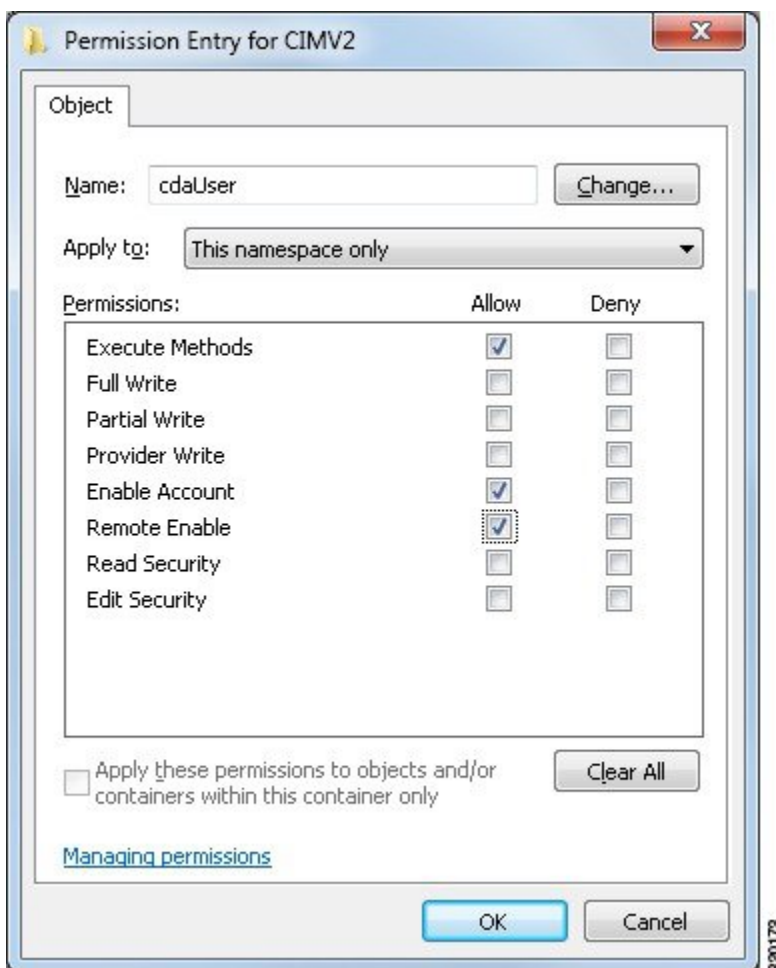 Permission Entry for CIMV2
Object
Name: cdaUser Change...
Apply to: This namespace only
Permissions: Allow Deny
Execute Methods
Full Write
Partial Write
Provider Write
Enable Account
Remote Enable
Read Security
Edit Security
Apply these permissions to objects and/or
containers within this container only
Clear All
Managing permissions
OK Cancel